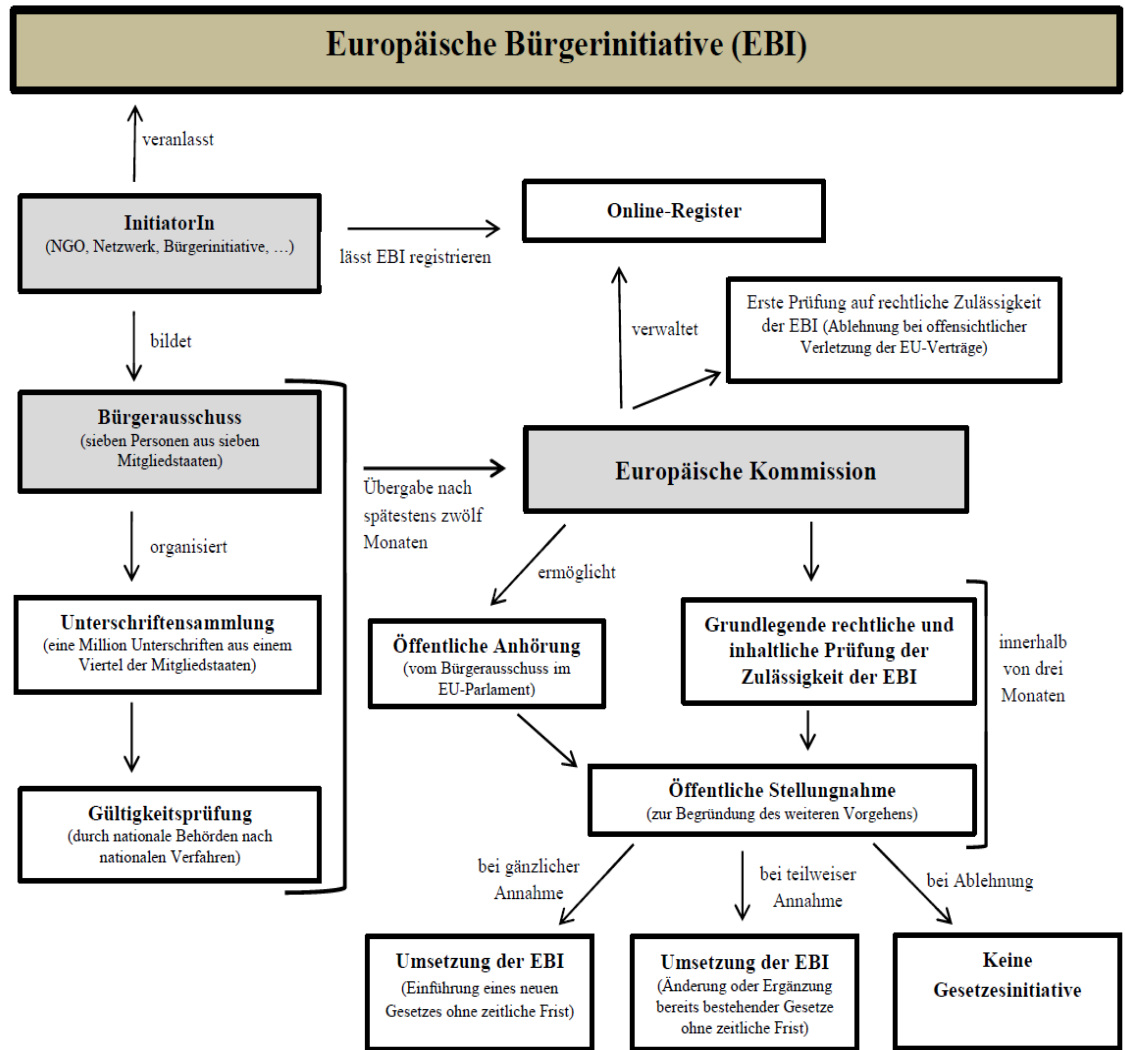 Europäische Bürgerinitiative (EBI)
veranlasst
InitiatorIn
(NGO, Netzwerk, Bürgerinitiative, …)
lässt EBI registrieren
Online-Register
verwaltet
Erste Prüfung auf rechtliche Zulässigkeit
der EBI (Ablehnung bei offensichtlicher
Verletzung der EU-Verträge)
bildet
Bürgerausschuss
(sieben Personen aus sieben
Mitgliedstaaten)
Übergabe nach
spätestens zwölf
Monaten
Europäische Kommission
organisiert
Unterschriftensammlung
(eine Million Unterschriften aus einem
Viertel der Mitgliedstaaten)
Gültigkeitsprüfung
(durch nationale Behörden nach
nationalen Verfahren)
ermöglicht
Öffentliche Anhörung
(vom Bürgerausschuss im
EU-Parlament)
Grundlegende rechtliche und
inhaltliche Prüfung der
Zulässigkeit der EBI
innerhalb
von drei
Monaten
Öffentliche Stellungnahme
(zur Begründung des weiteren Vorgehens)
bei gänzlicher
Annahme
bei teilweiser
Annahme
bei Ablehnung
Umsetzung der EBI
(Einführung eines neuen
Gesetzes ohne zeitliche Frist)
Umsetzung der EBI
(Änderung oder Ergänzung
bereits bestehender Gesetze
ohne zeitliche Frist)
Keine
Gesetzesinitiative